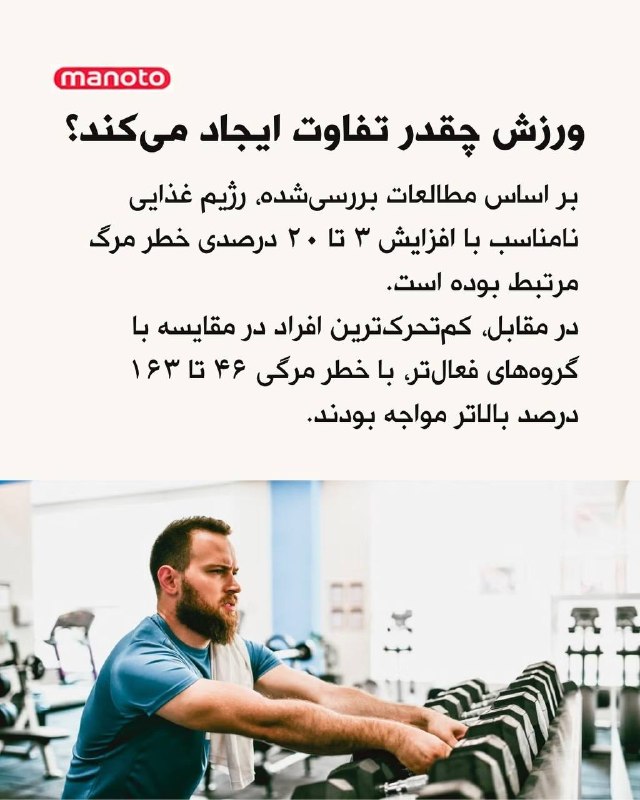 manoto
ورزش چقدر تفاوت ایجاد می‌کند؟
بر اساس مطالعات بررسی‌شده، رژیم غذایی
نامناسب با افزایش ۳ تا ۲۰ درصدی خطر مرگ
مرتبط بوده است.
در مقابل، کم‌تحرک‌ترین افراد در مقایسه با
گروه‌های فعال‌تر، با خطر مرگی ۴۶ تا ۱۶۳
درصد بالاتر مواجه بودند.